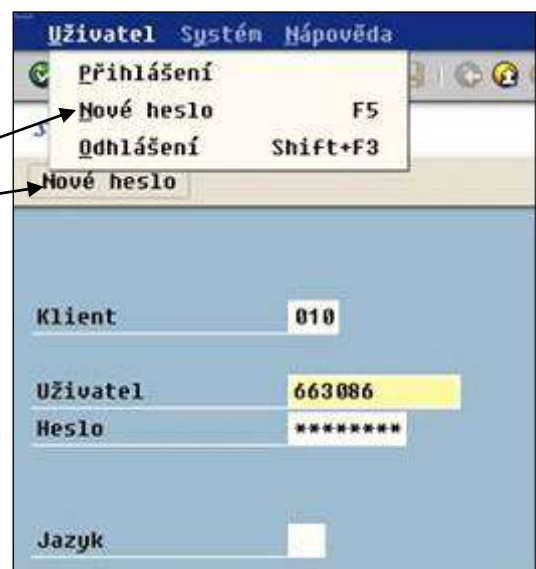 Uživatel Systém Nápověda
Přihlášení
Nové heslo F5
Odhlášení Shift+F3
Nové heslo
Klient 010
Uživatel 663086
Heslo ********
Jazyk